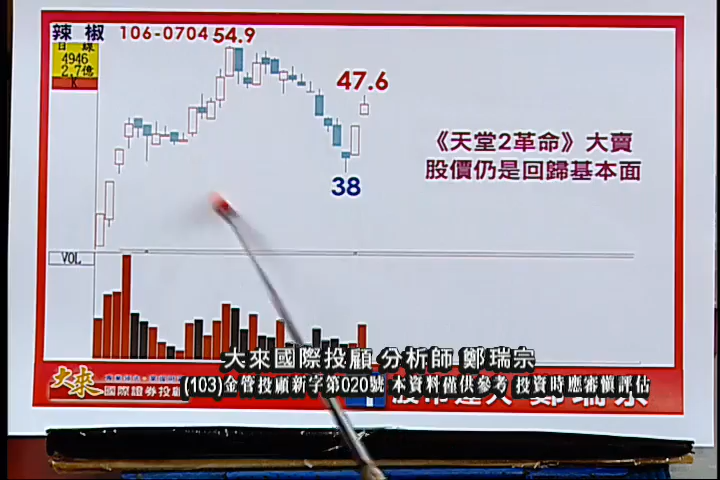 辣椒
106-0704
54.9
日線
4946
2.7億
K
47.6
《天堂2革命》大賣
股價仍是回歸基本面
38
VOL
大來國際投顧 分析師 鄭瑞宗
(103)金管投顧新字第020號 本資料僅供參考 投資時應審慎評估
大來
國際證券投顧